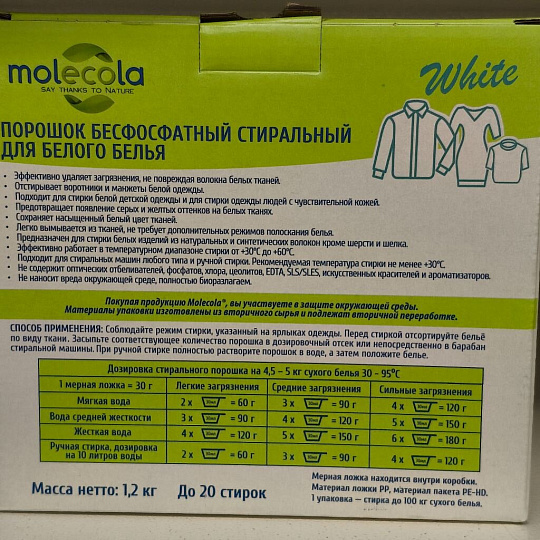 molecola
SAY THANKS TO NATURE
White
ПОРОШОК БЕСФОСФАТНЫЙ СТИРАЛЬНЫЙ
ДЛЯ БЕЛОГО БЕЛЬЯ
• Эффективно удаляет загрязнения, не повреждая волокна белых тканей.
• Отстирывает воротники и манжеты белой одежды.
• Подходит для стирки белой детской одежды и для стирки одежды людей с чувствительной кожей.
• Предотвращает появление серых и желтых оттенков на белых тканях.
• Сохраняет насыщенный белый цвет тканей.
• Легко вымывается из тканей, не требует дополнительных режимов полоскания белья.
• Предназначен для стирки белых изделий из натуральных и синтетических волокон кроме шерсти и шелка.
• Эффективно работает в температурном диапазоне стирки от +30°C до +60°C.
• Подходит для стиральных машин любого типа и ручной стирки. Рекомендуемая температура стирки не менее +30°C.
• Не содержит оптических отбеливателей, фосфатов, хлора, цеолитов, EDTA, SLS/SLES, искусственных красителей и ароматизаторов.
• Не наносит вреда окружающей среде, полностью биоразлагаем.
Покупая продукцию Molecola®, вы участвуете в защите окружающей среды.
Материалы упаковки изготовлены из вторичного сырья и подлежат вторичной переработке.
СПОСОБ ПРИМЕНЕНИЯ: Соблюдайте режим стирки, указанный на ярлыках одежды. Перед стиркой отсортируйте бельё
по виду ткани. Засыпьте соответствующее количество порошка в дозировочный отсек или непосредственно в барабан
стиральной машины. При ручной стирке полностью растворите порошок в воде, а затем положите белье.
Дозировка стирального порошка на 4,5 – 5 кг сухого белья 30 - 95°C
1 мерная ложка = 30 г Легкие загрязнения Средние загрязнения Сильные загрязнения
Мягкая вода 2 x = 60 г 3 x = 90 г 4 x = 120 г
Вода средней жесткости 3 x = 90 г 4 x = 120 г 5 x = 150 г
Жесткая вода 4 x = 120 г 5 x = 150 г 6 x = 180 г
Ручная стирка, дозировка
на 10 литров воды 2 x = 60 г 3 x = 90 г 4 x = 120 г
Масса нетто: 1,2 кг До 20 стирок
Мерная ложка находится внутри коробки.
Материал ложки PP, материал пакета PE-HD.
1 упаковка – стирка до 100 кг сухого белья.